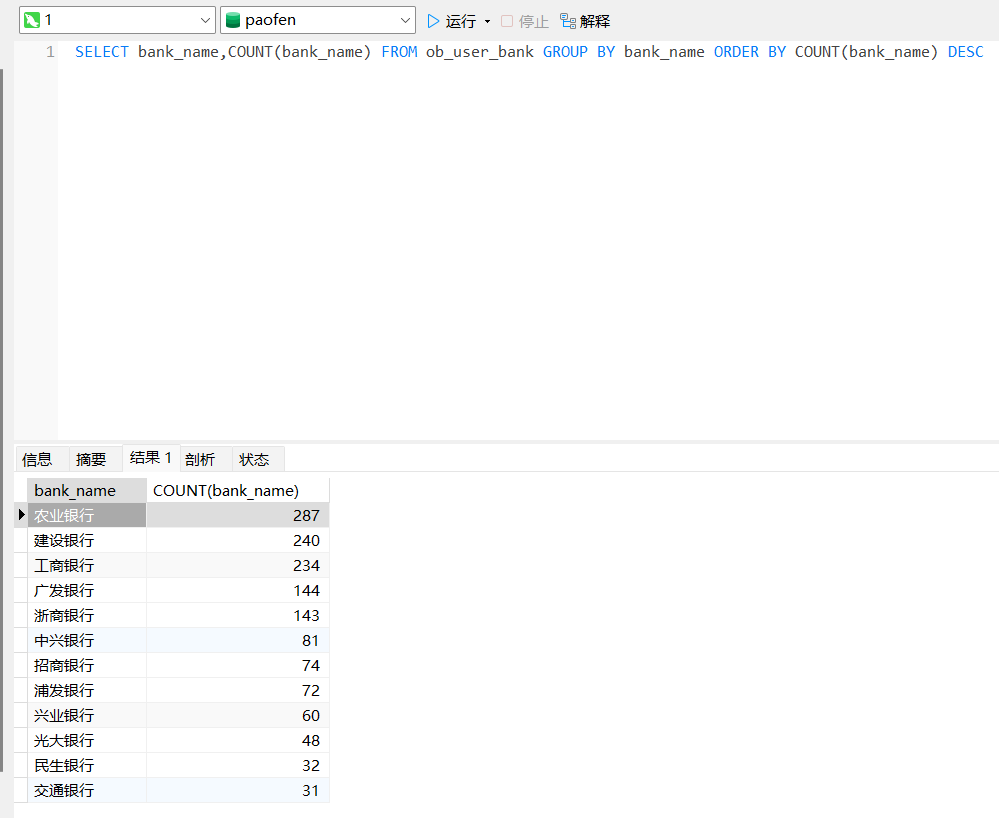 1 paofen 运行 停止 解释
1 SELECT bank_name,COUNT(bank_name) FROM ob_user_bank GROUP BY bank_name ORDER BY COUNT(bank_name) DESC
信息 摘要 结果 1 剖析 状态
bank_name COUNT(bank_name)
农业银行 287
建设银行 240
工商银行 234
广发银行 144
浙商银行 143
中兴银行 81
招商银行 74
浦发银行 72
兴业银行 60
光大银行 48
民生银行 32
交通银行 31